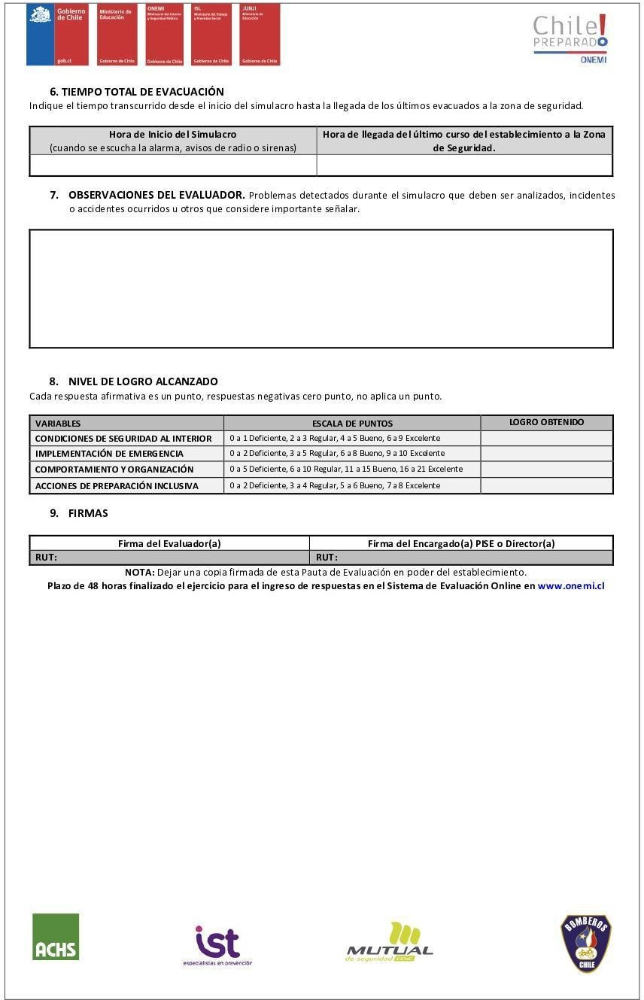 Gobierno de Chile
gob.cl
Ministerio de Educación
Gobierno de Chile
ONEMI
Ministerio del Interior y Seguridad Pública
Gobierno de Chile
ISL
Ministerio del Trabajo y Previsión Social
Gobierno de Chile
JUNJI
Ministerio de Educación
Gobierno de Chile
Chile!
PREPARADO
ONEMI
6. TIEMPO TOTAL DE EVACUACIÓN
Indique el tiempo transcurrido desde el inicio del simulacro hasta la llegada de los últimos evacuados a la zona de seguridad.
Hora de Inicio del Simulacro
(cuando se escucha la alarma, avisos de radio o sirenas)
Hora de llegada del último curso del establecimiento a la Zona
de Seguridad.
7. OBSERVACIONES DEL EVALUADOR. Problemas detectados durante el simulacro que deben ser analizados, incidentes
o accidentes ocurridos u otros que considere importante señalar.
8. NIVEL DE LOGRO ALCANZADO
Cada respuesta afirmativa es un punto, respuestas negativas cero punto, no aplica un punto.
VARIABLES ESCALA DE PUNTOS LOGRO OBTENIDO
CONDICIONES DE SEGURIDAD AL INTERIOR 0 a 1 Deficiente, 2 a 3 Regular, 4 a 5 Bueno, 6 a 9 Excelente
IMPLEMENTACIÓN DE EMERGENCIA 0 a 2 Deficiente, 3 a 5 Regular, 6 a 8 Bueno, 9 a 10 Excelente
COMPORTAMIENTO Y ORGANIZACIÓN 0 a 5 Deficiente, 6 a 10 Regular, 11 a 15 Bueno, 16 a 21 Excelente
ACCIONES DE PREPARACIÓN INCLUSIVA 0 a 2 Deficiente, 3 a 4 Regular, 5 a 6 Bueno, 7 a 8 Excelente
9. FIRMAS
Firma del Evaluador(a) Firma del Encargado(a) PISE o Director(a)
RUT: RUT:
NOTA: Dejar una copia firmada de esta Pauta de Evaluación en poder del establecimiento.
Plazo de 48 horas finalizado el ejercicio para el ingreso de respuestas en el Sistema de Evaluación Online en www.onemi.cl
ACHS
ist
especialistas en prevención
MUTUAL
de seguridad CChC
BOMBEROS
CHILE